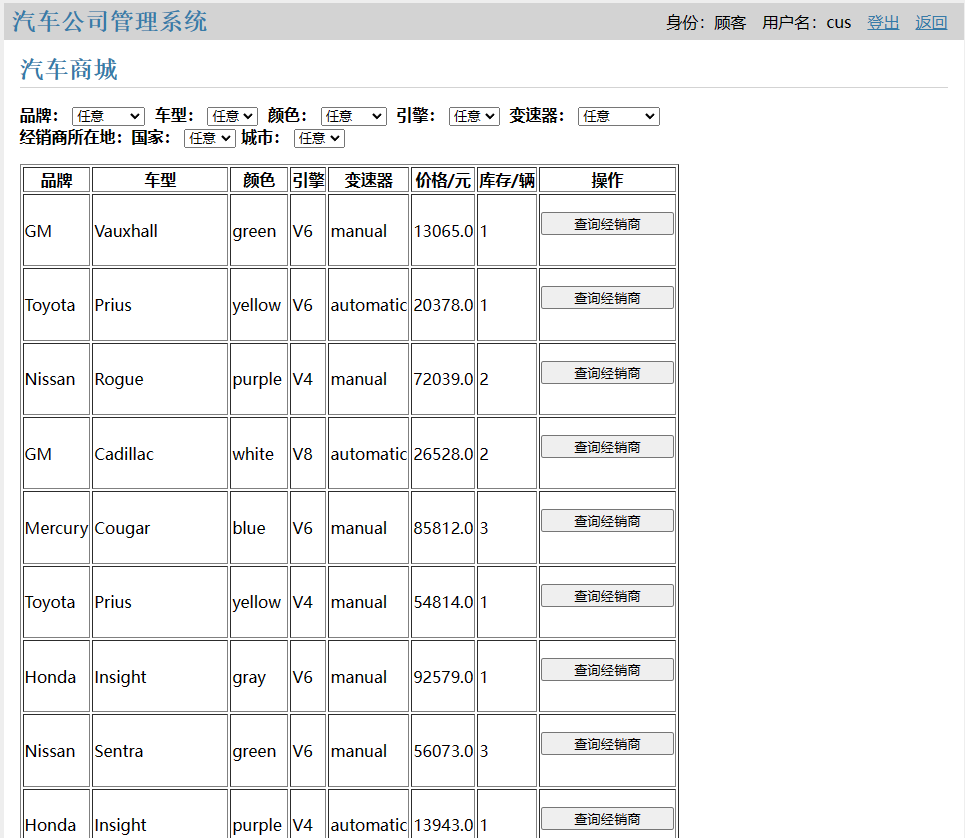 汽车公司管理系统 身份：顾客 用户名：cus 登出 返回
汽车商城
品牌： 任意 车型： 任意 颜色： 任意 引擎： 任意 变速器： 任意
经销商所在地：国家： 任意 城市： 任意
品牌 车型 颜色 引擎 变速器 价格/元 库存/辆 操作
GM Vauxhall green V6 manual 13065.0 1 查询经销商
Toyota Prius yellow V6 automatic 20378.0 1 查询经销商
Nissan Rogue purple V4 manual 72039.0 2 查询经销商
GM Cadillac white V8 automatic 26528.0 2 查询经销商
Mercury Cougar blue V6 manual 85812.0 3 查询经销商
Toyota Prius yellow V4 manual 54814.0 1 查询经销商
Honda Insight gray V6 manual 92579.0 1 查询经销商
Nissan Sentra green V6 manual 56073.0 3 查询经销商
Honda Insight purple V4 automatic 13943.0 1 查询经销商